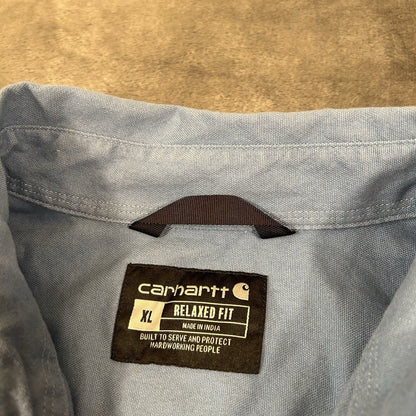 carhartt
XL RELAXED FIT
MADE IN INDIA
BUILT TO SERVE AND PROTECT
HARDWORKING PEOPLE